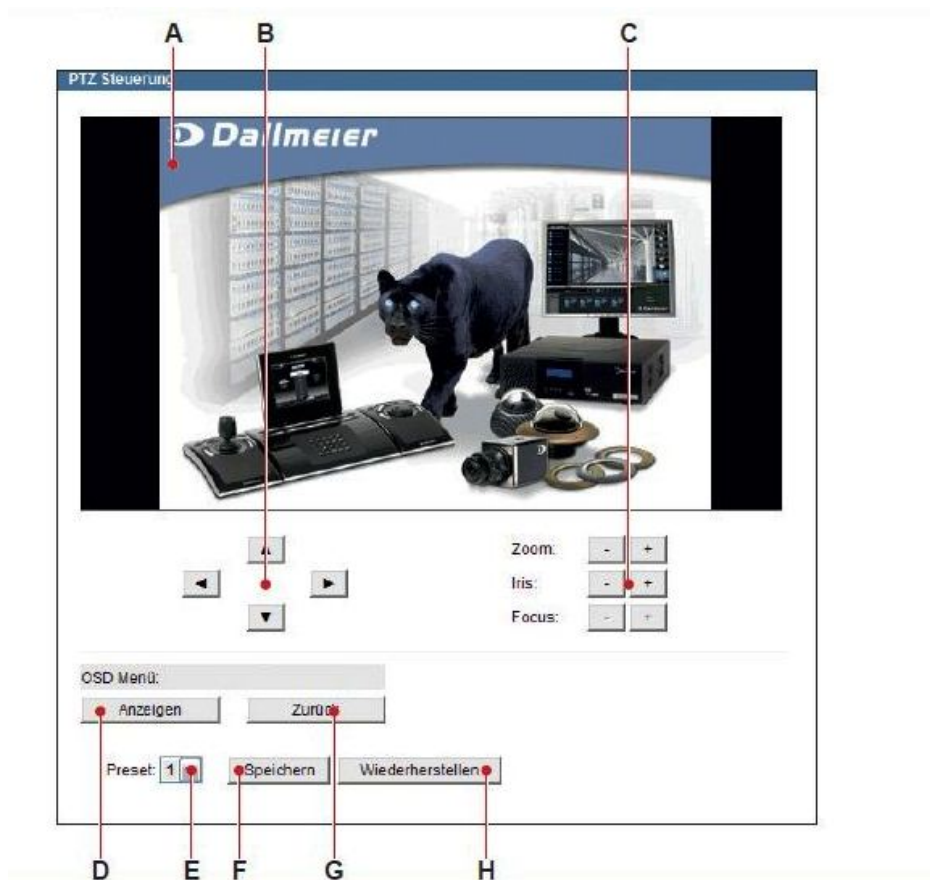 A B C
PTZ Steuerung
Dallmeier
Zoom: - +
Iris: - +
Focus: - +
OSD Menü:
Anzeigen Zurück
Preset: 1 Speichern Wiederherstellen
D E F G H